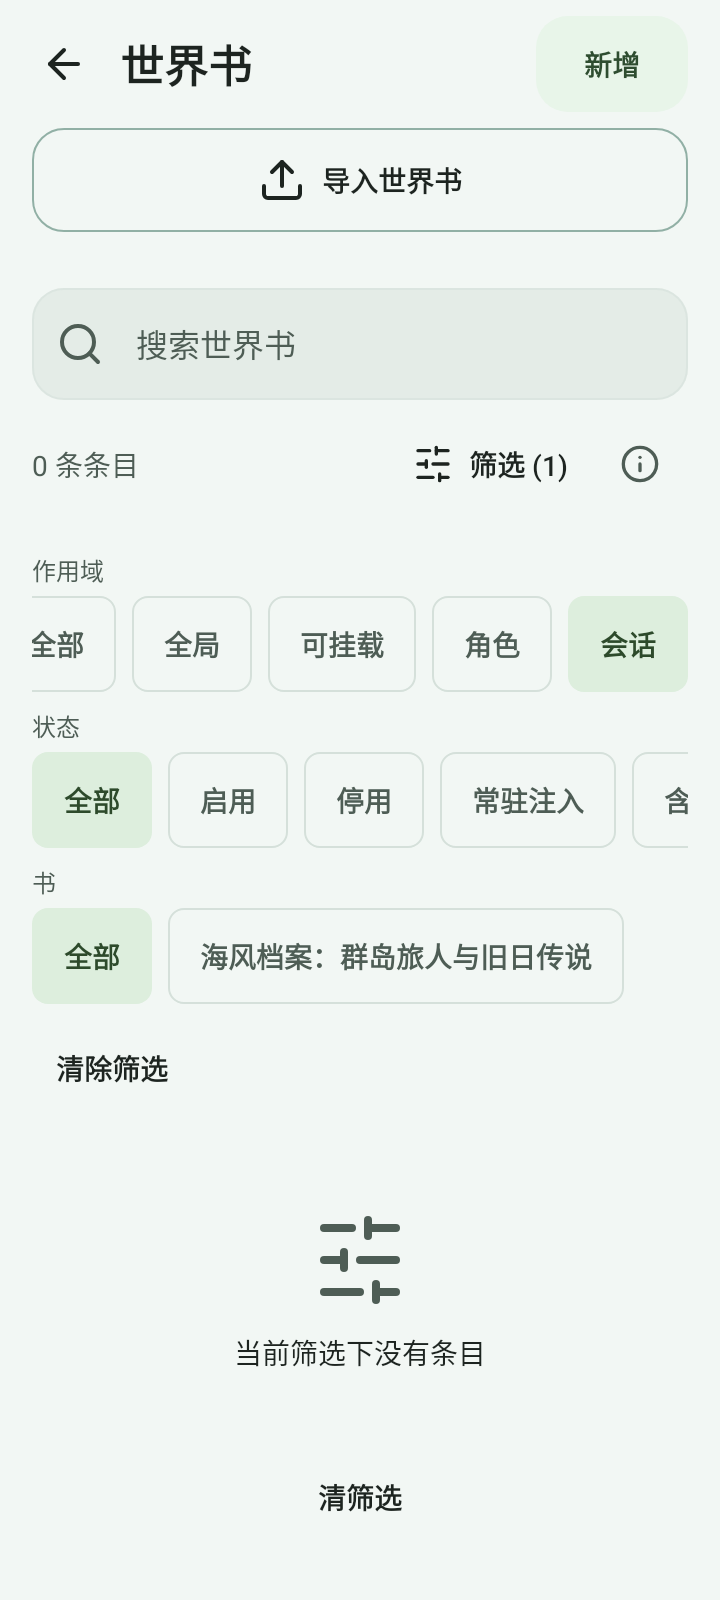 世界书
新增
导入世界书
搜索世界书
0 条条目
筛选 (1)
作用域
全部
全局
可挂载
角色
会话
状态
全部
启用
停用
常驻注入
含
书
全部
海风档案：群岛旅人与旧日传说
清除筛选
当前筛选下没有条目
清筛选